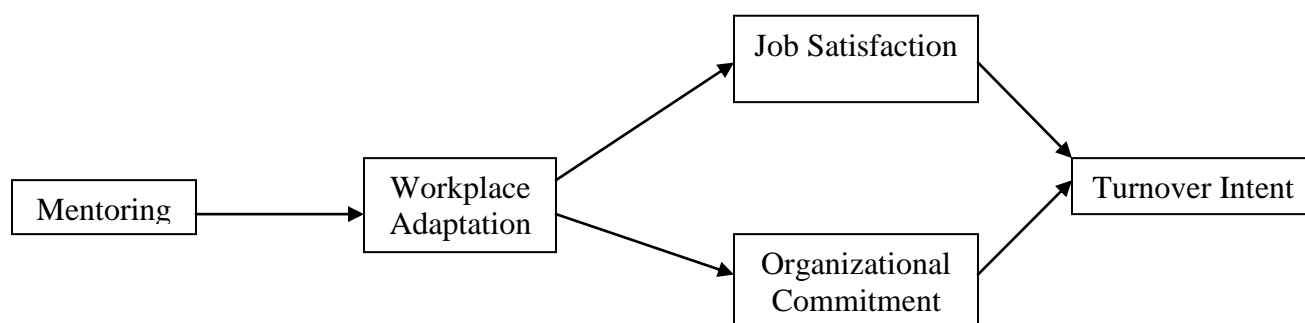 Job Satisfaction
Mentoring
Workplace
Adaptation
Turnover Intent
Organizational
Commitment